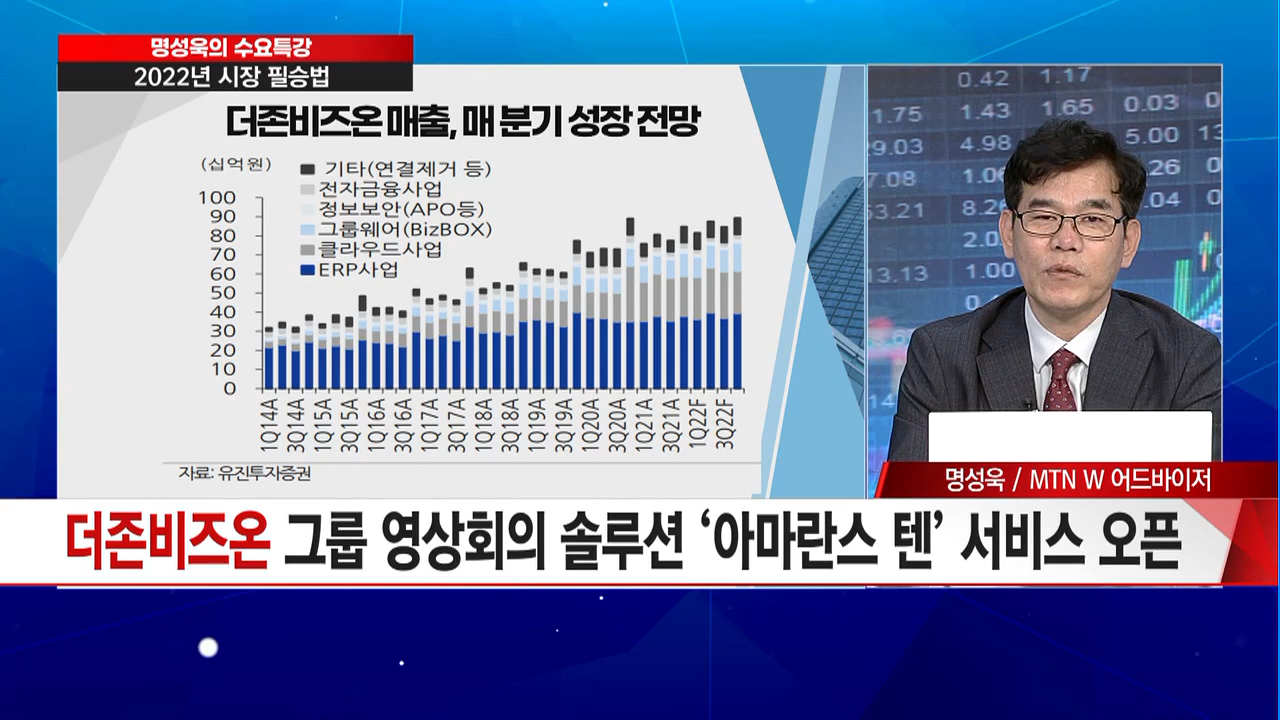 명성욱의 수요특강
2022년 시장 필승법
더존비즈온 매출, 매 분기 성장 전망
(십억원)
기타(연결제거 등)
전자금융사업
정보보안(APO등)
그룹웨어(BizBOX)
클라우드사업
ERP사업
100
90
80
70
60
50
40
30
20
10
0
1Q14A
3Q14A
1Q15A
3Q15A
1Q16A
3Q16A
1Q17A
3Q17A
1Q18A
3Q18A
1Q19A
3Q19A
1Q20A
3Q20A
1Q21A
3Q21A
1Q22F
3Q22F
자료: 유진투자증권
0.42 1.17
1.75 1.43 1.65 0.03
29.03 4.98 5.00
7.08
53.21
13.13 1.00
명성욱 / MTN W 어드바이저
더존비즈온 그룹 영상회의 솔루션 ‘아마란스 텐’ 서비스 오픈